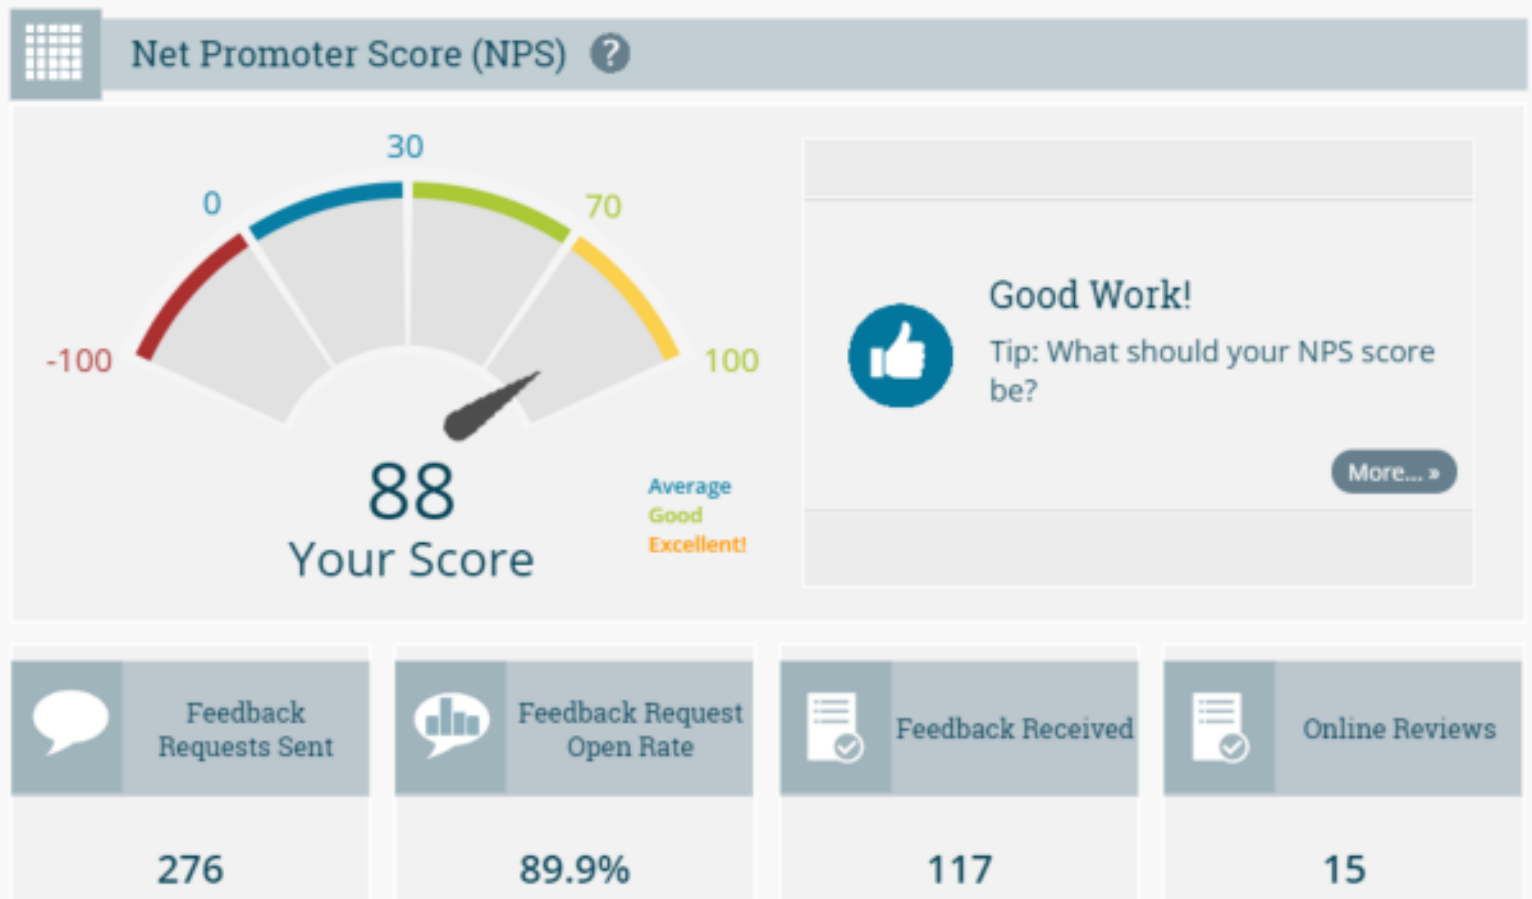 Net Promoter Score (NPS) ?
30
0
70
-100
100
88
Your Score
Average
Good
Excellent!
Good Work!
Tip: What should your NPS score
be?
More... »
Feedback
Requests Sent
276
Feedback Request
Open Rate
89.9%
Feedback Received
117
Online Reviews
15